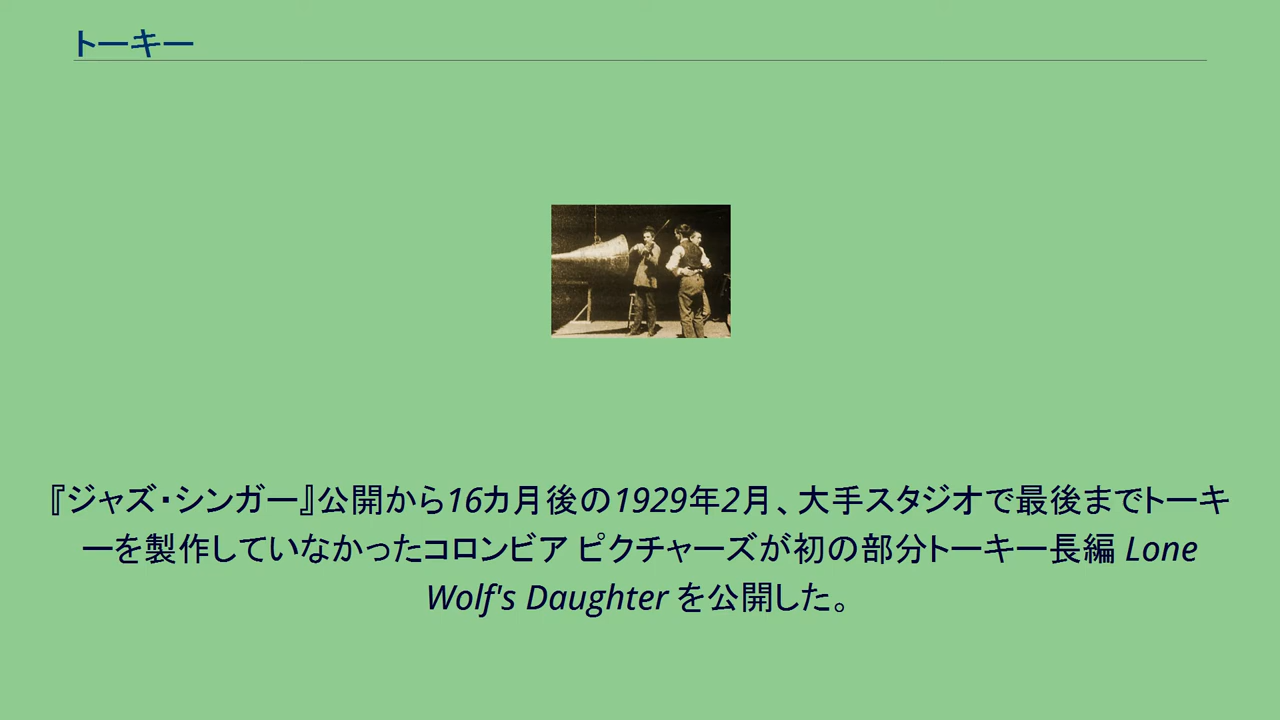 トーキー
『ジャズ・シンガー』公開から16カ月後の1929年2月、大手スタジオで最後までトーキ
ーを製作していなかったコロンビア ピクチャーズが初の部分トーキー長編 Lone
Wolf's Daughter を公開した。